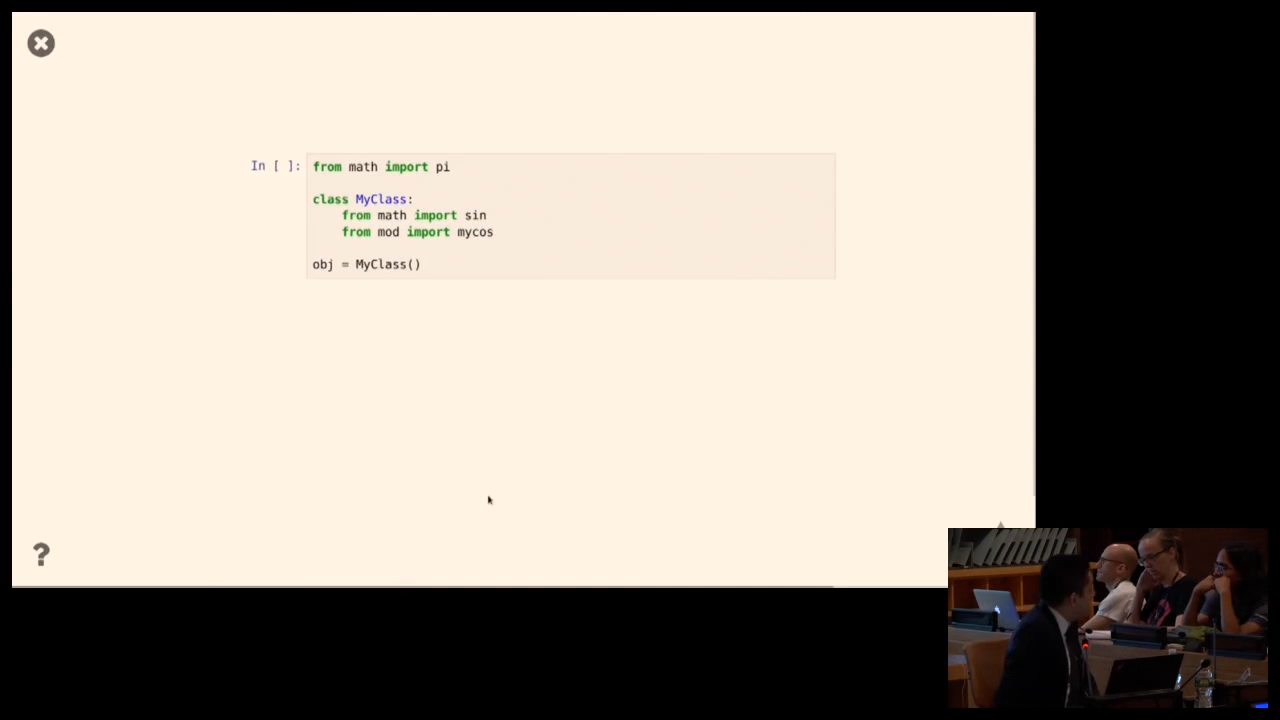 In [ ]:
from math import pi
class MyClass:
from math import sin
from mod import mycos
obj = MyClass()
?